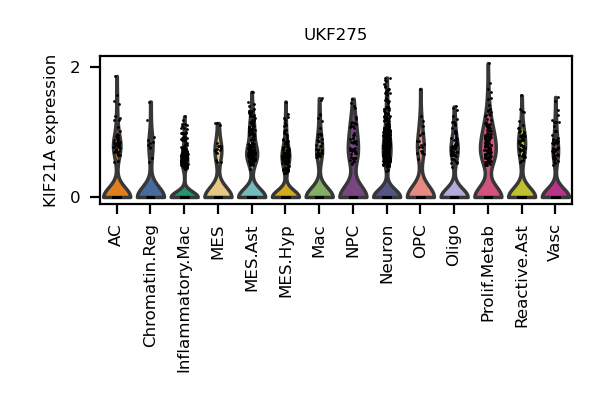 UKF275
KIF21A expression
2
0
AC
Chromatin.Reg
Inflammatory.Mac
MES
MES.Ast
MES.Hyp
Mac
NPC
Neuron
OPC
Oligo
Prolif.Metab
Reactive.Ast
Vasc